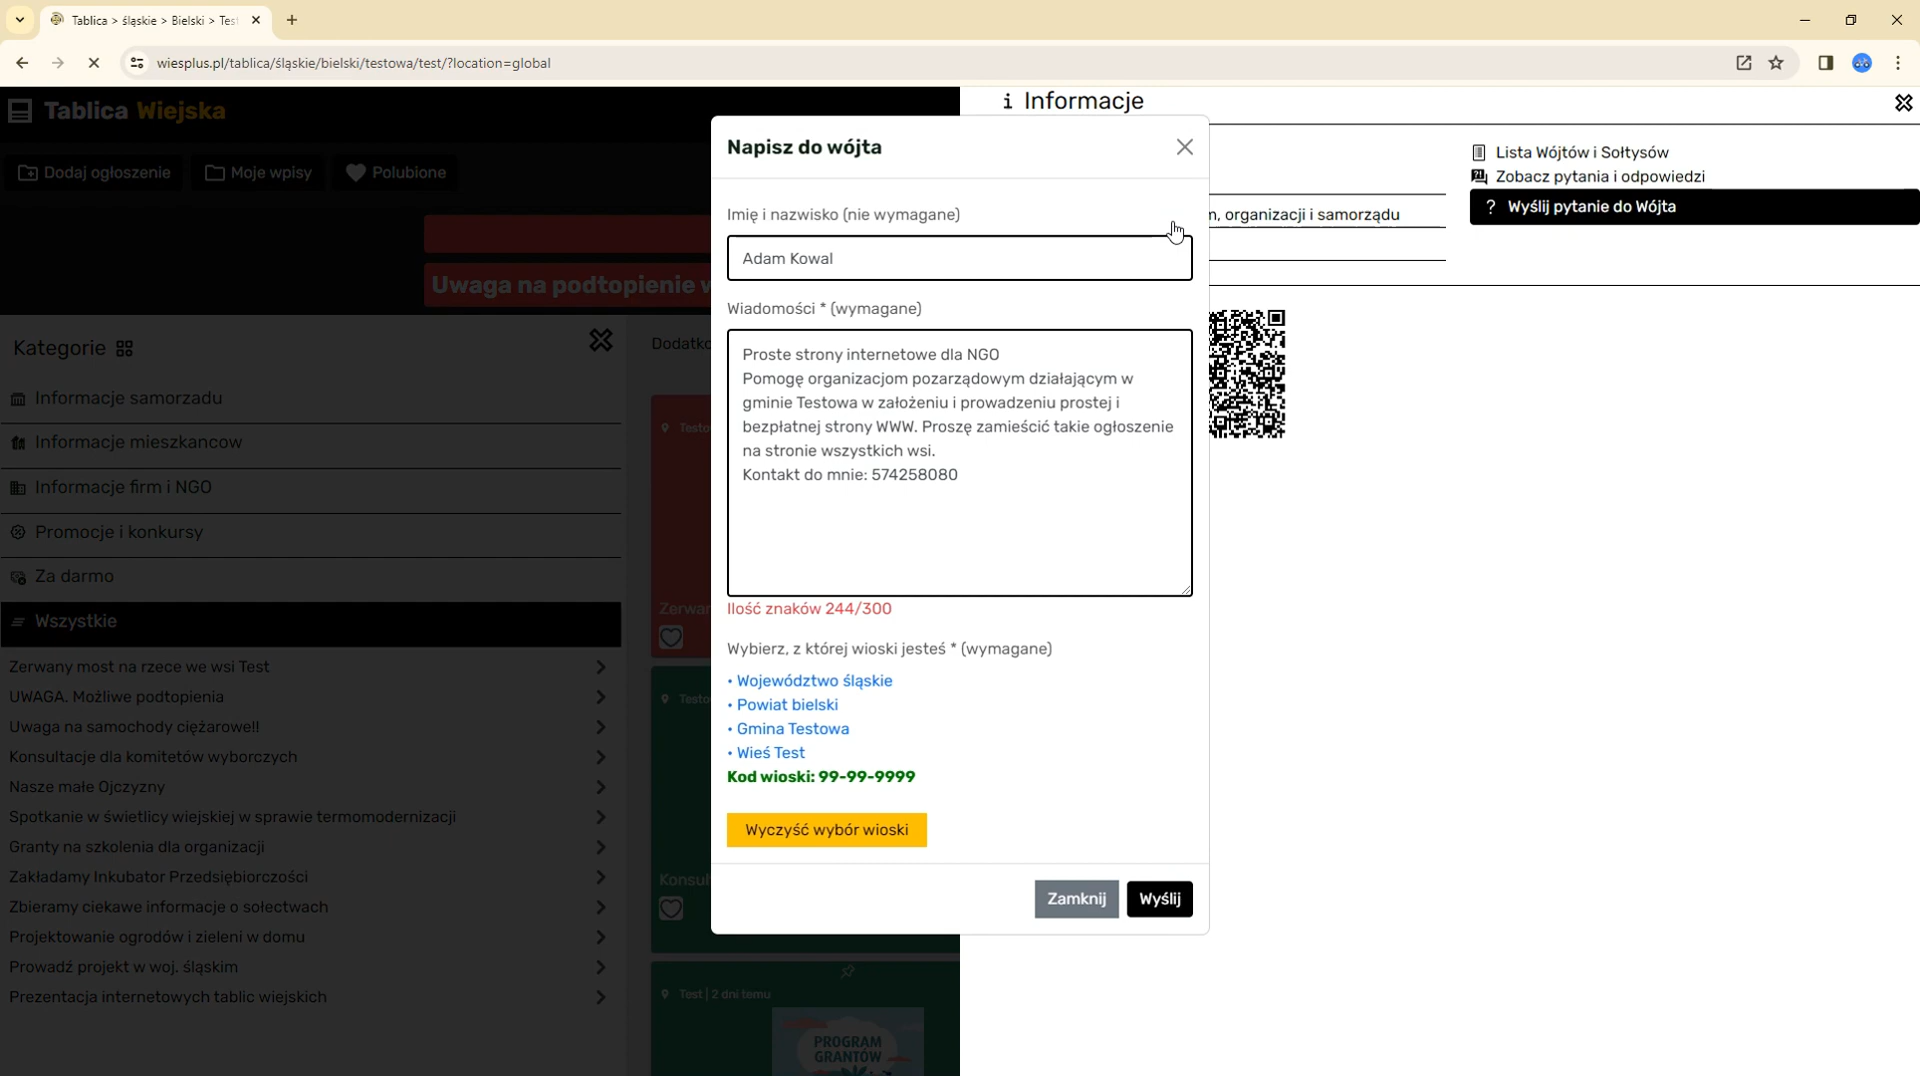 Tablica > śląskie > Bielski > Test
wiesplus.pl/tablica/śląskie/bielski/testowa/test/?location=global
Tablica Wiejska
Dodaj ogłoszenie
Moje wpisy
Polubione
Uwaga na podtopienie w
Kategorie
Informacje samorzadu
Informacje mieszkancow
Informacje firm i NGO
Promocje i konkursy
Za darmo
Wszystkie
Zerwany most na rzece we wsi Test
UWAGA. Możliwe podtopienia
Uwaga na samochody ciężarowe!!
Konsultacje dla komitetów wyborczych
Nasze małe Ojczyzny
Spotkanie w świetlicy wiejskiej w sprawie termomodernizacji
Granty na szkolenia dla organizacji
Zakładamy Inkubator Przedsiębiorczości
Zbieramy ciekawe informacje o sołectwach
Projektowanie ogrodów i zieleni w domu
Prowadź projekt w woj. śląskim
Prezentacja internetowych tablic wiejskich
Dodatko
Testo
Zerwar
Testo
Konsul
Test | 2 dni temu
PROGRAM
GRANTÓW
Napisz do wójta
Imię i nazwisko (nie wymagane)
Adam Kowal
Wiadomości * (wymagane)
Proste strony internetowe dla NGO
Pomogę organizacjom pozarządowym działającym w
gminie Testowa w założeniu i prowadzeniu prostej i
bezpłatnej strony WWW. Proszę zamieścić takie ogłoszenie
na stronie wszystkich wsi.
Kontakt do mnie: 574258080
Ilość znaków 244/300
Wybierz, z której wioski jesteś * (wymagane)
• Województwo śląskie
• Powiat bielski
• Gmina Testowa
• Wieś Test
Kod wioski: 99-99-9999
Wyczyść wybór wioski
Zamknij
Wyślij
i Informacje
n, organizacji i samorządu
Lista Wójtów i Sołtysów
Zobacz pytania i odpowiedzi
? Wyślij pytanie do Wójta